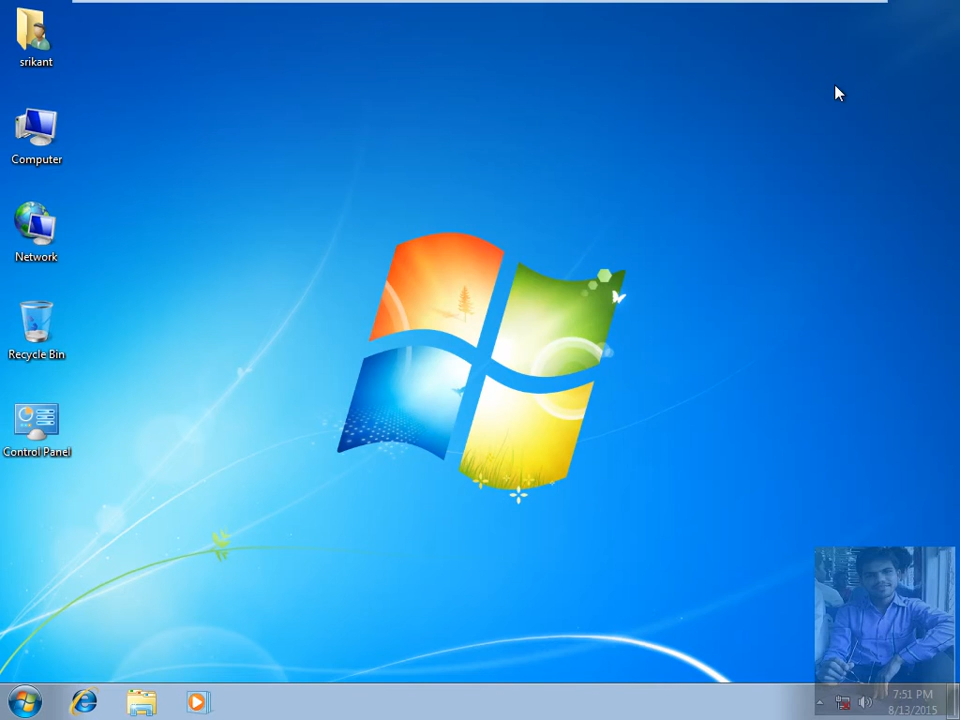 srikant
Computer
Network
Recycle Bin
Control Panel
7:51 PM
8/13/2015